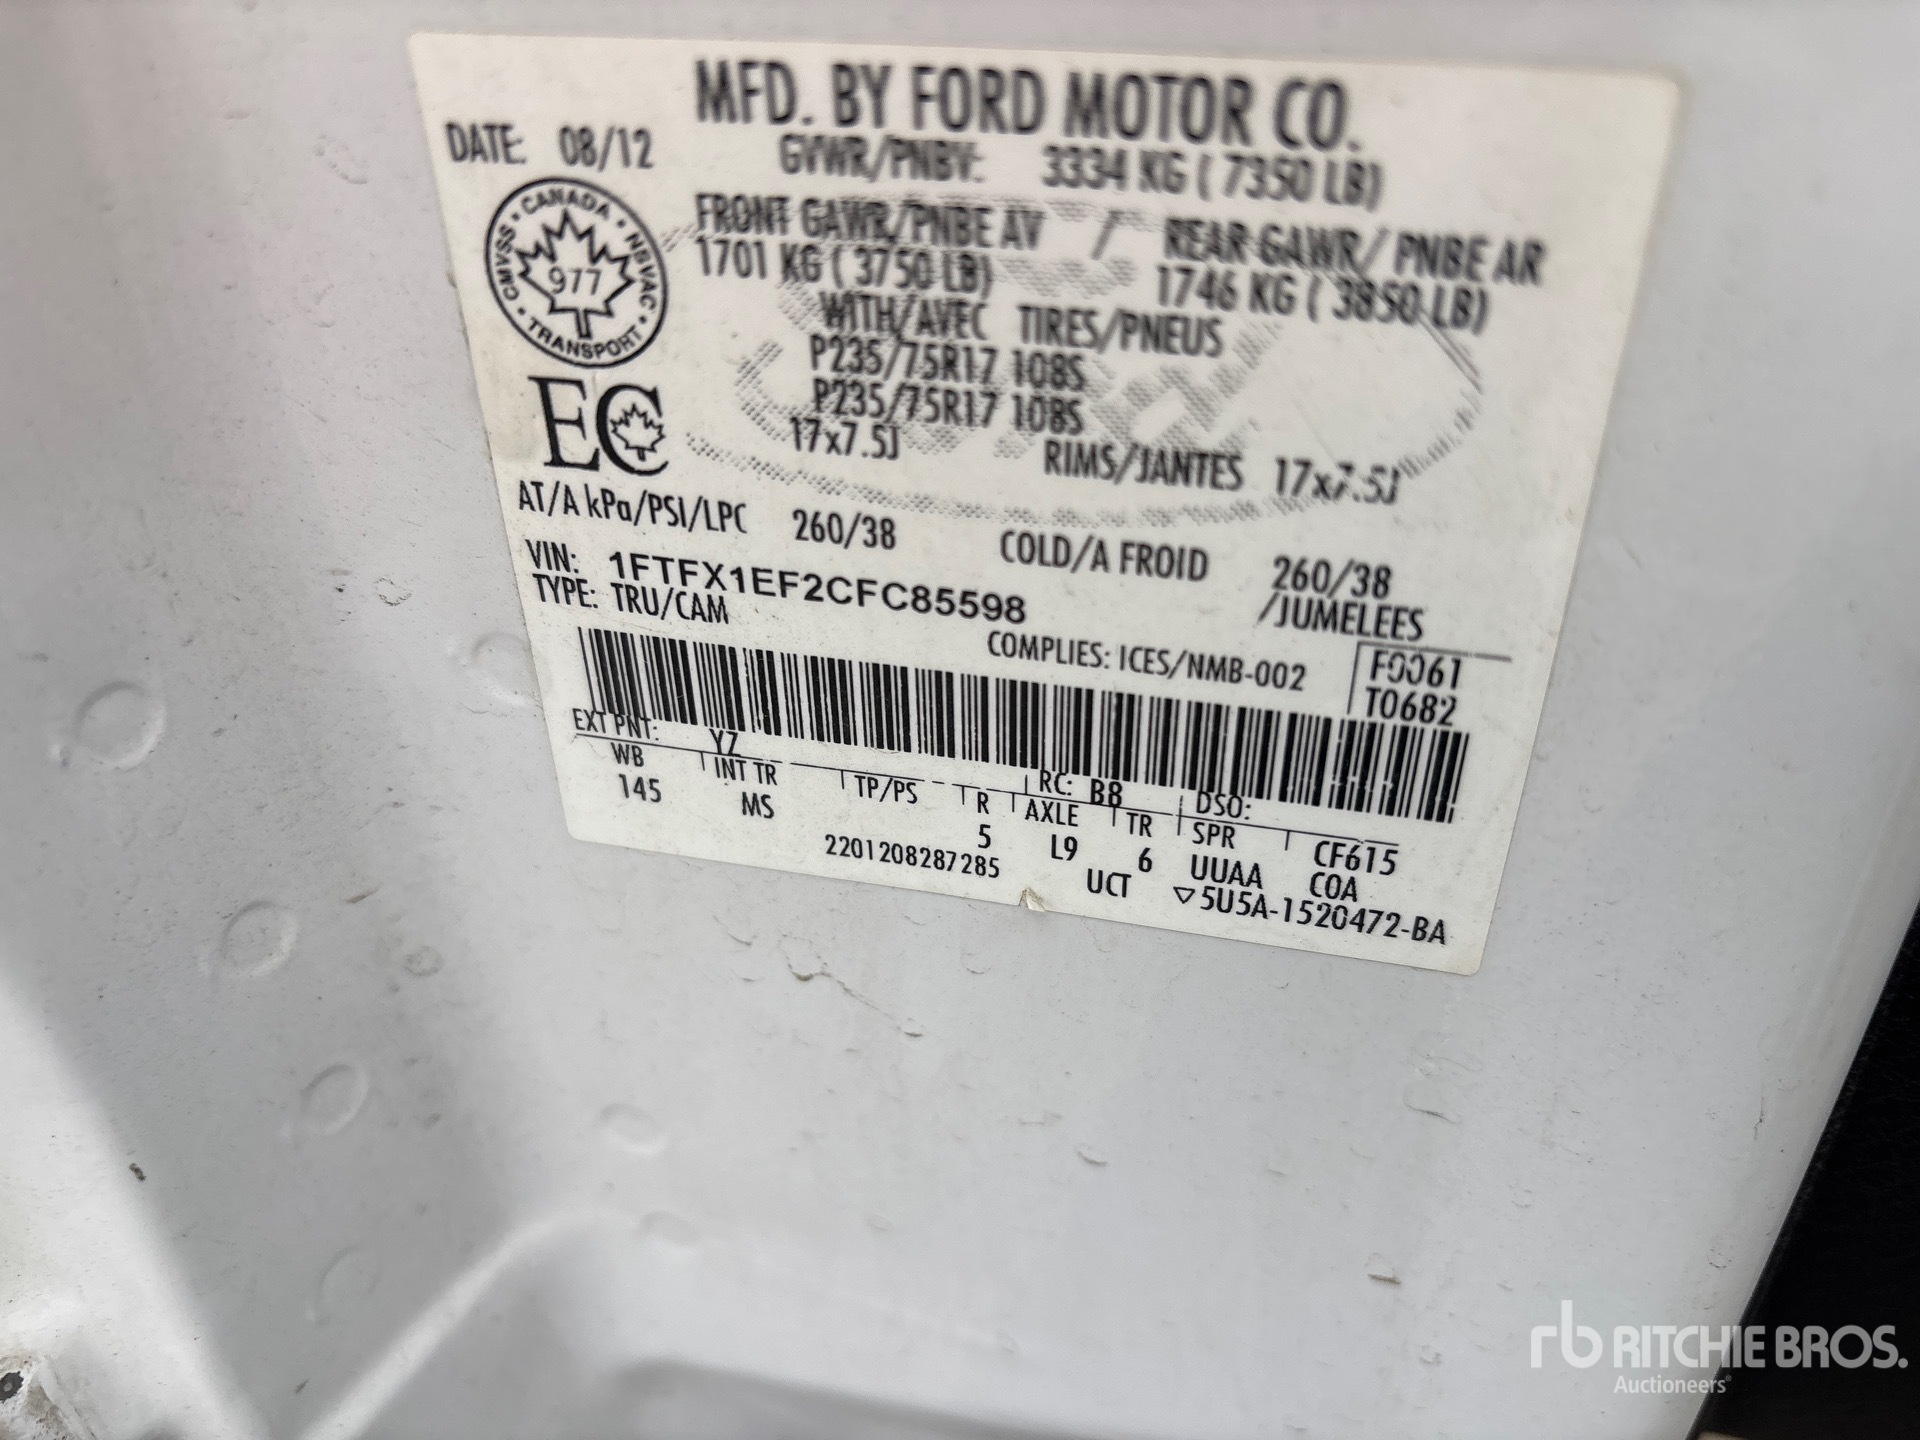 MFD. BY FORD MOTOR CO.
DATE: 08/12
GVWR/PNBV: 3334 KG ( 7350 LB)
FRONT GAWR/PNBE AV / REAR GAWR/ PNBE AR
1701 KG ( 3750 LB) 1746 KG ( 3850 LB)
WITH/AVEC TIRES/PNEUS
P235/75R17 108S
P235/75R17 108S
17x7.5J RIMS/JANTES 17x7.5J
CANADA · NSVAC · TRANSPORT · CMVSS ·
977
EC
AT/A kPa/PSI/LPC 260/38 COLD/A FROID 260/38
VIN: 1FTFX1EF2CFC85598 /JUMELEES
TYPE: TRU/CAM
COMPLIES: ICES/NMB-002
F0061
T0682
EXT PNT: YZ RC: B8 DSO:
WB INT TR TP/PS R AXLE TR SPR CF615
145 MS 5 L9 6 UUAA COA
2201208287285 UCT ▽5U5A-1520472-BA
rb RITCHIE BROS.
Auctioneers®